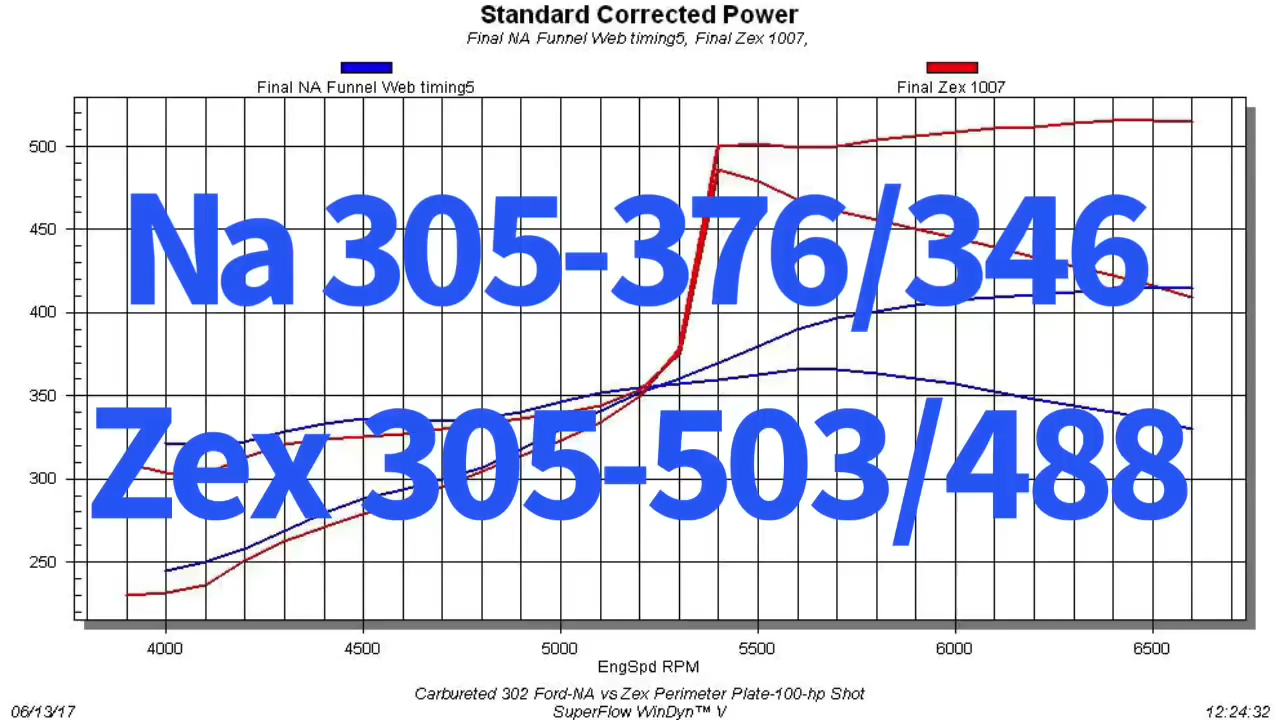 Standard Corrected Power
Final NA Funnel Web timing5, Final Zex 1007,
Final NA Funnel Web timing5
Final Zex 1007
500
450
400
350
300
250
Na 305-376/346
Zex 305-503/488
4000 4500 5000 5500 6000 6500
EngSpd RPM
Carbureted 302 Ford-NA vs Zex Perimeter Plate-100-hp Shot
06/13/17 SuperFlow WinDyn™ V 12:24:32